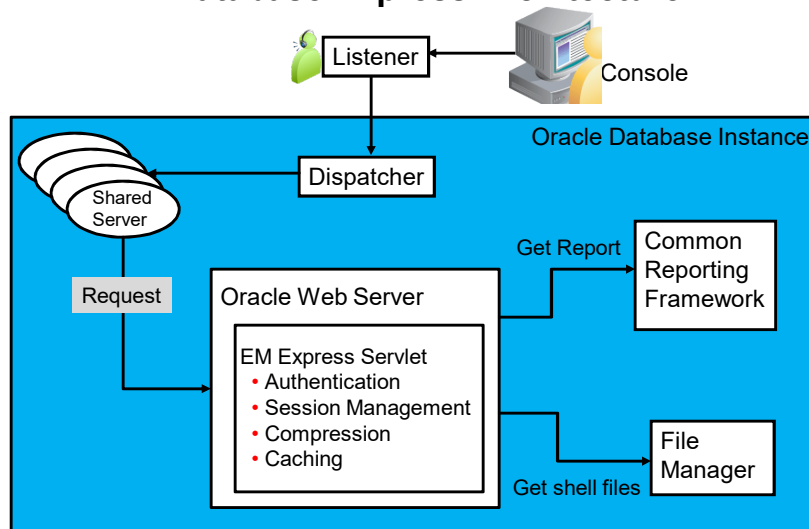 Listener
Console
Oracle Database Instance
Dispatcher
Shared
Server
Request
Get Report
Common
Reporting
Framework
Oracle Web Server
EM Express Servlet
• Authentication
• Session Management
• Compression
• Caching
File
Manager
Get shell files